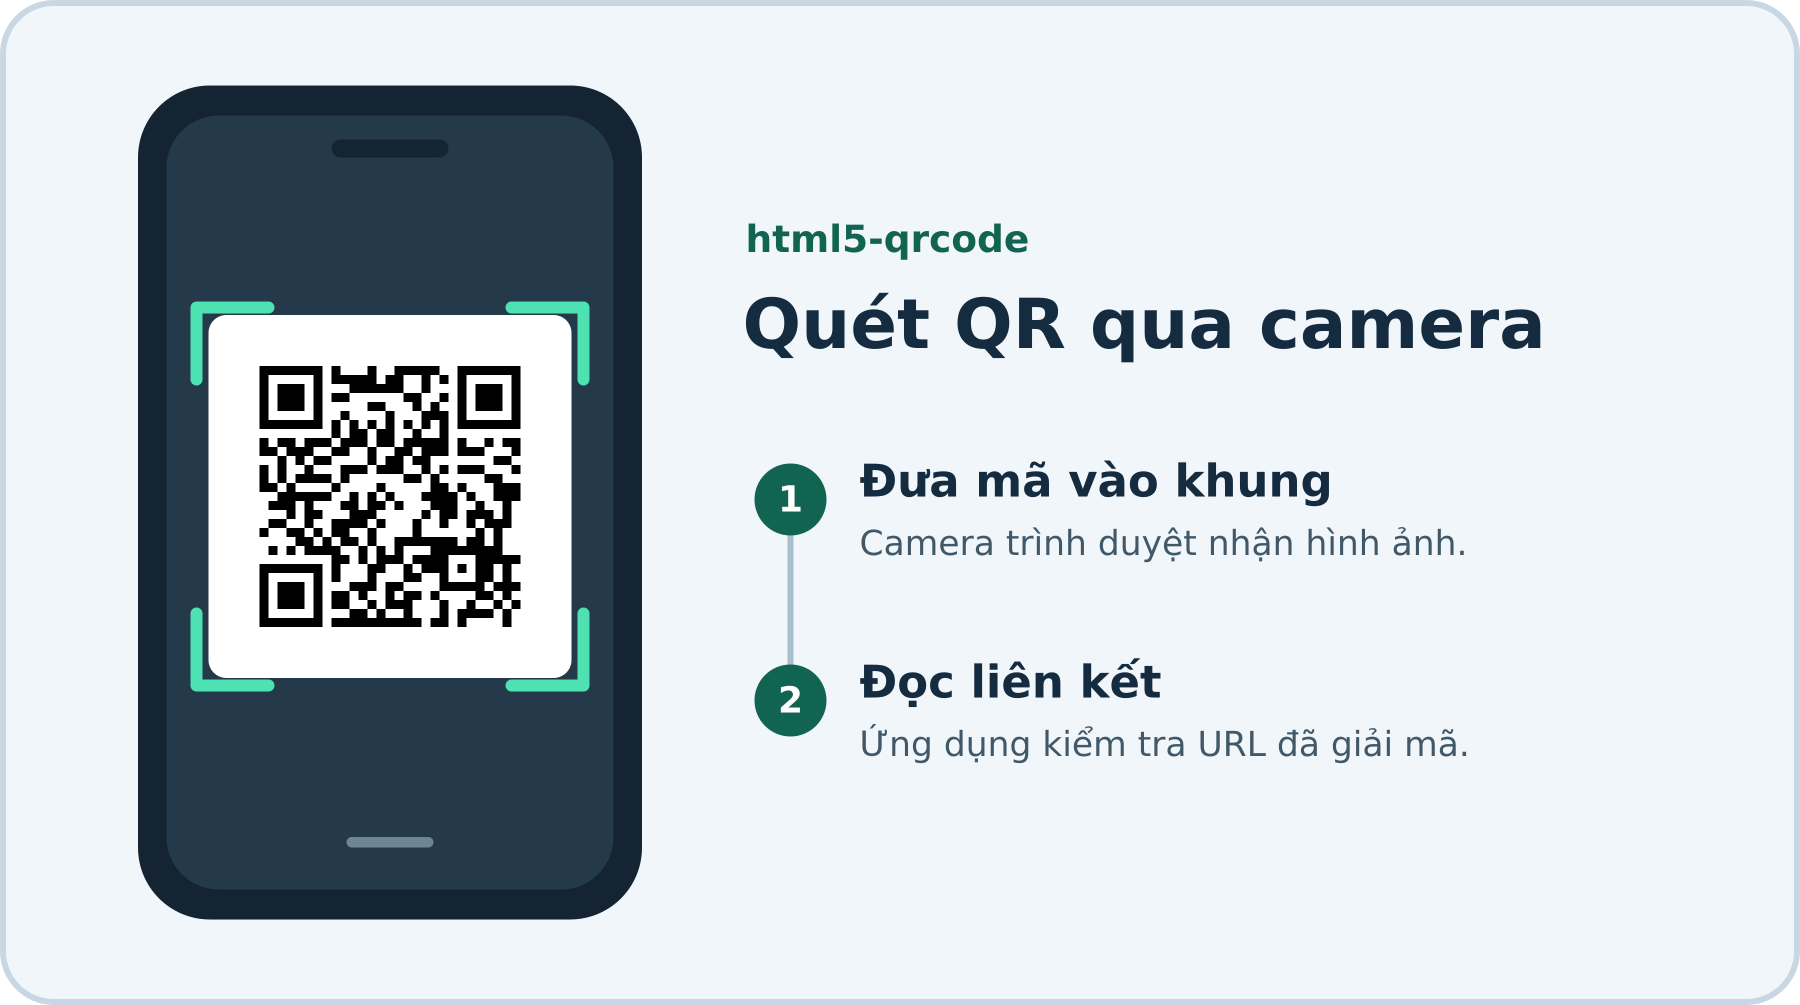 html5-qrcode
Quét QR qua camera
1
Đưa mã vào khung
Camera trình duyệt nhận hình ảnh.
2
Đọc liên kết
Ứng dụng kiểm tra URL đã giải mã.